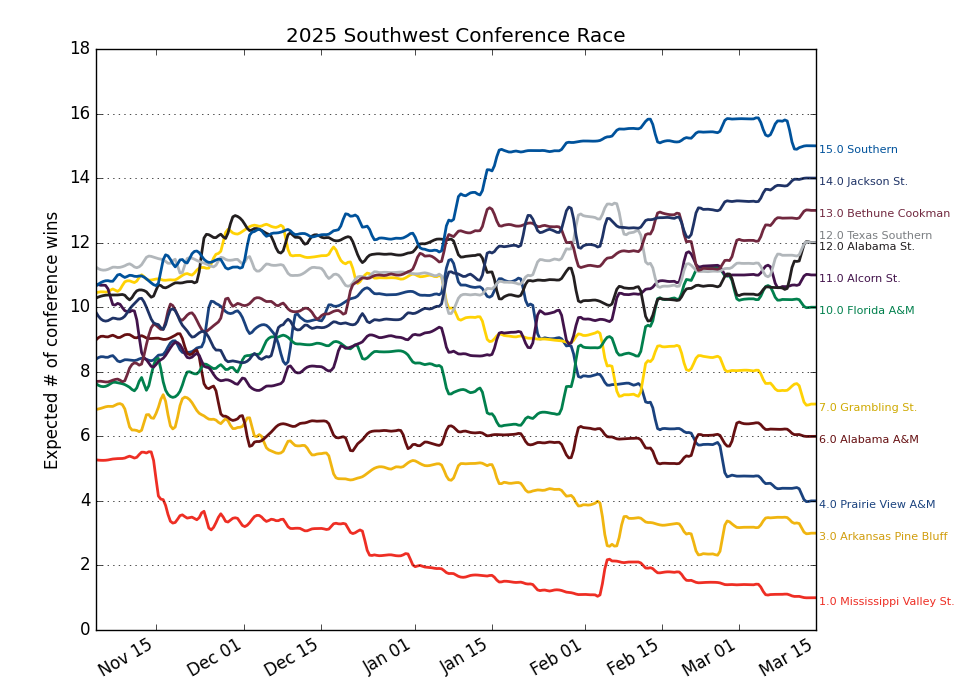 2025 Southwest Conference Race
Expected # of conference wins
18
16
14
12
10
8
6
4
2
0
15.0 Southern
14.0 Jackson St.
13.0 Bethune Cookman
12.0 Texas Southern
12.0 Alabama St.
11.0 Alcorn St.
10.0 Florida A&M
7.0 Grambling St.
6.0 Alabama A&M
4.0 Prairie View A&M
3.0 Arkansas Pine Bluff
1.0 Mississippi Valley St.
Nov 15
Dec 01
Dec 15
Jan 01
Jan 15
Feb 01
Feb 15
Mar 01
Mar 15